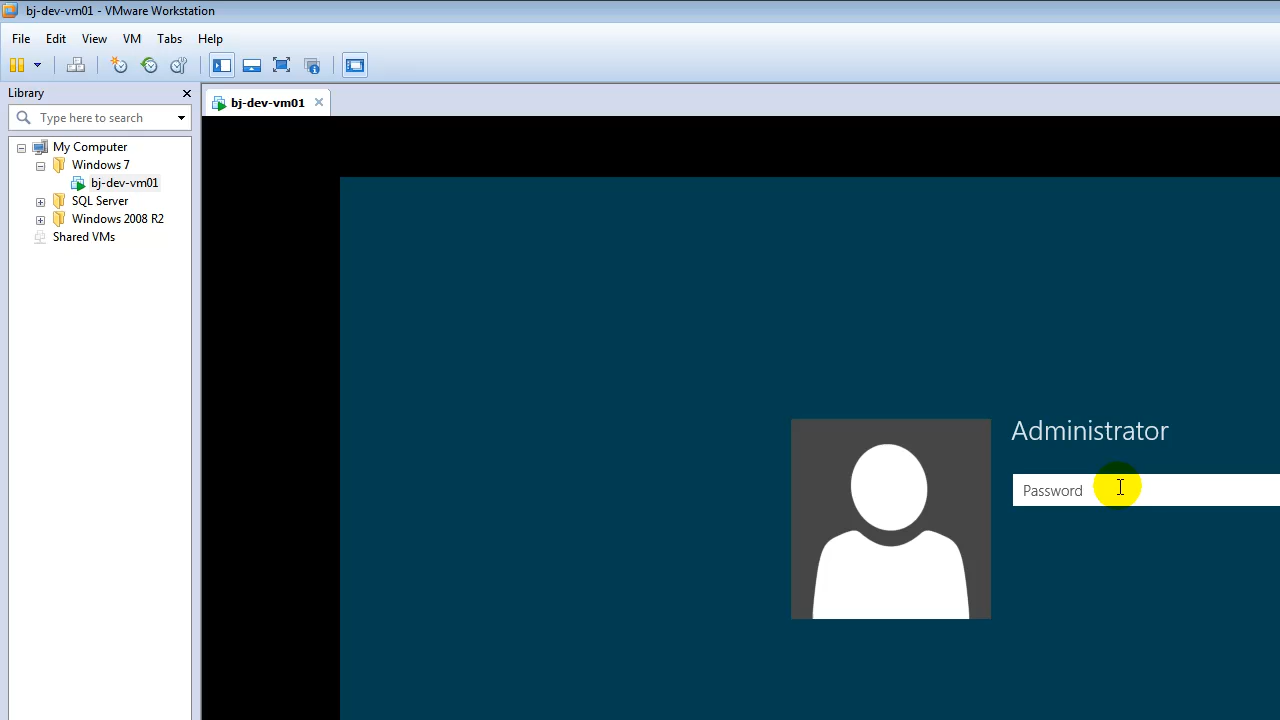 bj-dev-vm01 - VMware Workstation
File Edit View VM Tabs Help
Library
Type here to search
My Computer
Windows 7
bj-dev-vm01
SQL Server
Windows 2008 R2
Shared VMs
bj-dev-vm01
Administrator
Password